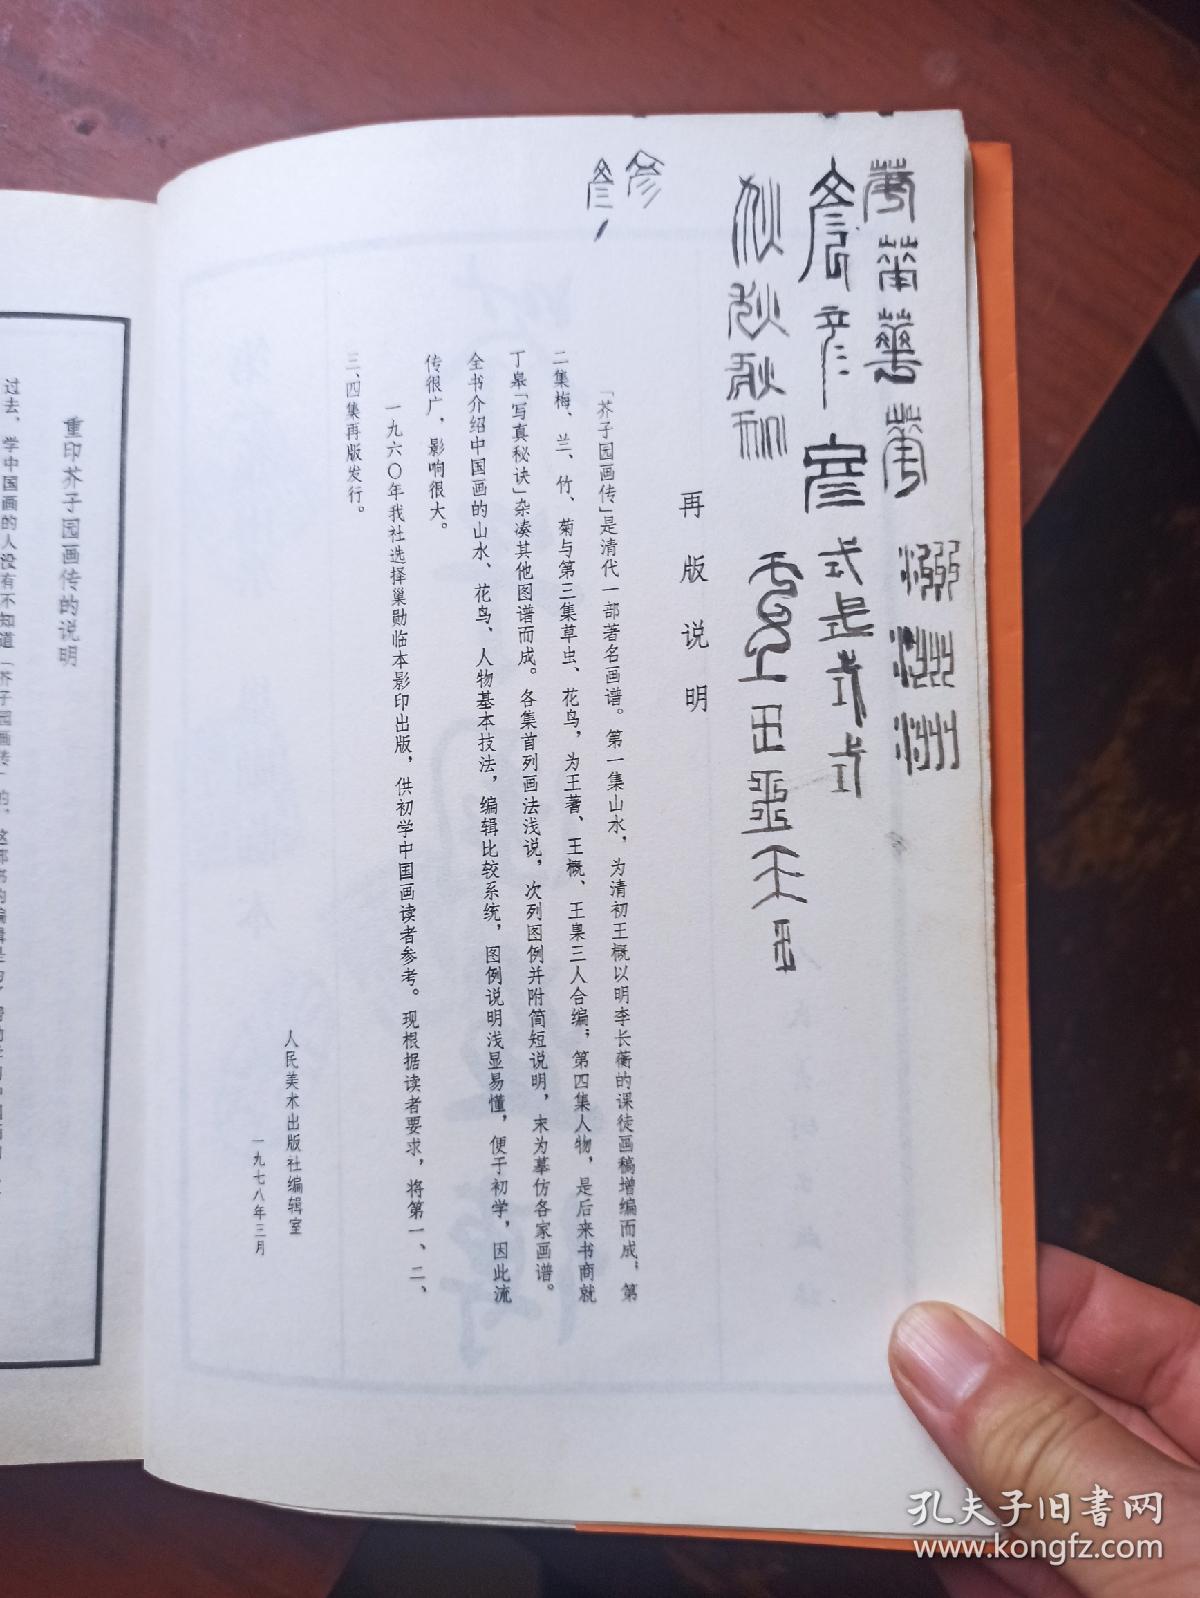 再版说明
「芥子园画传」是清代一部著名画谱。第一集山水，为清初王概以明李长蘅的课徒画稿增编而成；第
二集梅、兰、竹、菊与第三集草虫、花鸟，为王蓍、王概、王臬三人合编；第四集人物，是后来书商就
丁皋「写真秘诀」杂凑其他图谱而成。各集首列画法浅说，次列图例并附简短说明，末为摹仿各家画谱。
全书介绍中国画的山水、花鸟、人物基本技法，编辑比较系统，图例说明浅显易懂，便于初学，因此流
传很广，影响很大。
一九六〇年我社选择巢勋临本影印出版，供初学中国画读者参考。现根据读者要求，将第一、二、
三、四集再版发行。
人民美术出版社编辑室
一九七八年三月
重印芥子园画传的说明
过去，学中国画的人没有不知道「芥子园画传」的，这部书的编辑是为了帮助
孔夫子旧书网
www.kongfz.com